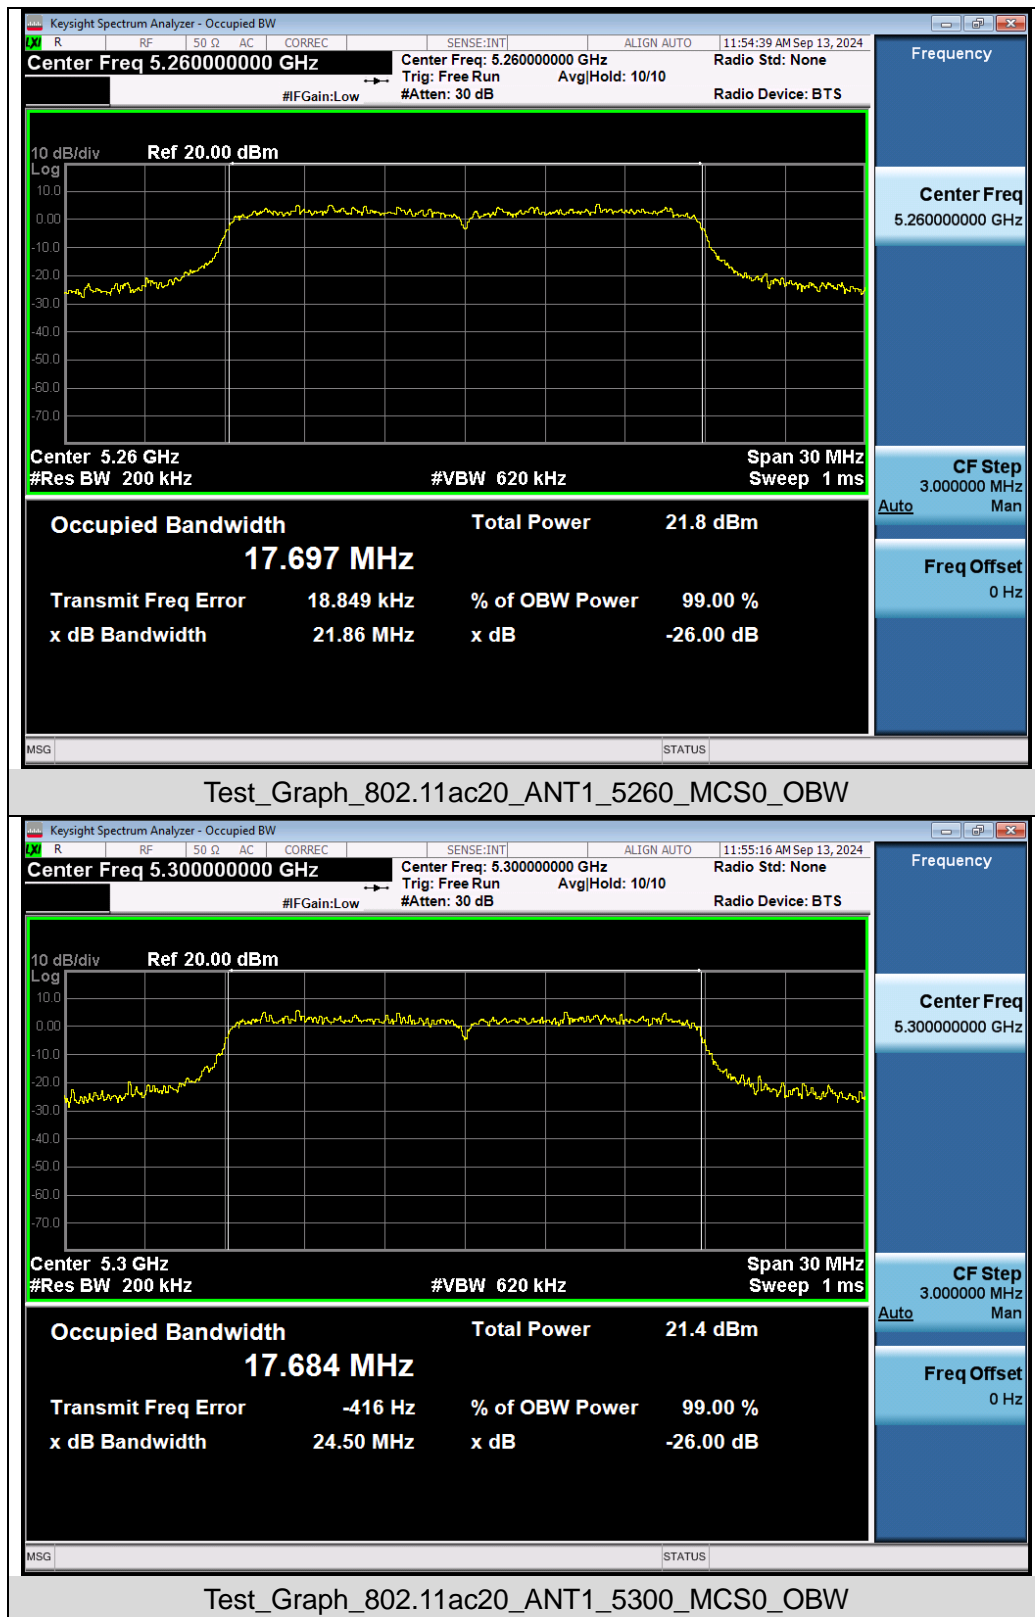 Keysight Spectrum Analyzer - Occupied BW
LXI R RF 50 Ω AC CORREC SENSE:INT ALIGN AUTO 11:54:39 AM Sep 13, 2024
Center Freq 5.260000000 GHz
Center Freq: 5.260000000 GHz
Radio Std: None
Trig: Free Run Avg|Hold: 10/10
#IFGain:Low
#Atten: 30 dB
Radio Device: BTS
Frequency
10 dB/div Ref 20.00 dBm
Log
10.0
0.00
-10.0
-20.0
-30.0
-40.0
-50.0
-60.0
-70.0
Center Freq
5.260000000 GHz
Center 5.26 GHz Span 30 MHz
#Res BW 200 kHz #VBW 620 kHz Sweep 1 ms
CF Step
3.000000 MHz
Auto Man
Occupied Bandwidth Total Power 21.8 dBm
17.697 MHz
Transmit Freq Error 18.849 kHz % of OBW Power 99.00 %
x dB Bandwidth 21.86 MHz x dB -26.00 dB
Freq Offset
0 Hz
MSG STATUS
Test_Graph_802.11ac20_ANT1_5260_MCS0_OBW
Keysight Spectrum Analyzer - Occupied BW
LXI R RF 50 Ω AC CORREC SENSE:INT ALIGN AUTO 11:55:16 AM Sep 13, 2024
Center Freq 5.300000000 GHz
Center Freq: 5.300000000 GHz
Radio Std: None
Trig: Free Run Avg|Hold: 10/10
#IFGain:Low
#Atten: 30 dB
Radio Device: BTS
Frequency
10 dB/div Ref 20.00 dBm
Log
10.0
0.00
-10.0
-20.0
-30.0
-40.0
-50.0
-60.0
-70.0
Center Freq
5.300000000 GHz
Center 5.3 GHz Span 30 MHz
#Res BW 200 kHz #VBW 620 kHz Sweep 1 ms
CF Step
3.000000 MHz
Auto Man
Occupied Bandwidth Total Power 21.4 dBm
17.684 MHz
Transmit Freq Error -416 Hz % of OBW Power 99.00 %
x dB Bandwidth 24.50 MHz x dB -26.00 dB
Freq Offset
0 Hz
MSG STATUS
Test_Graph_802.11ac20_ANT1_5300_MCS0_OBW